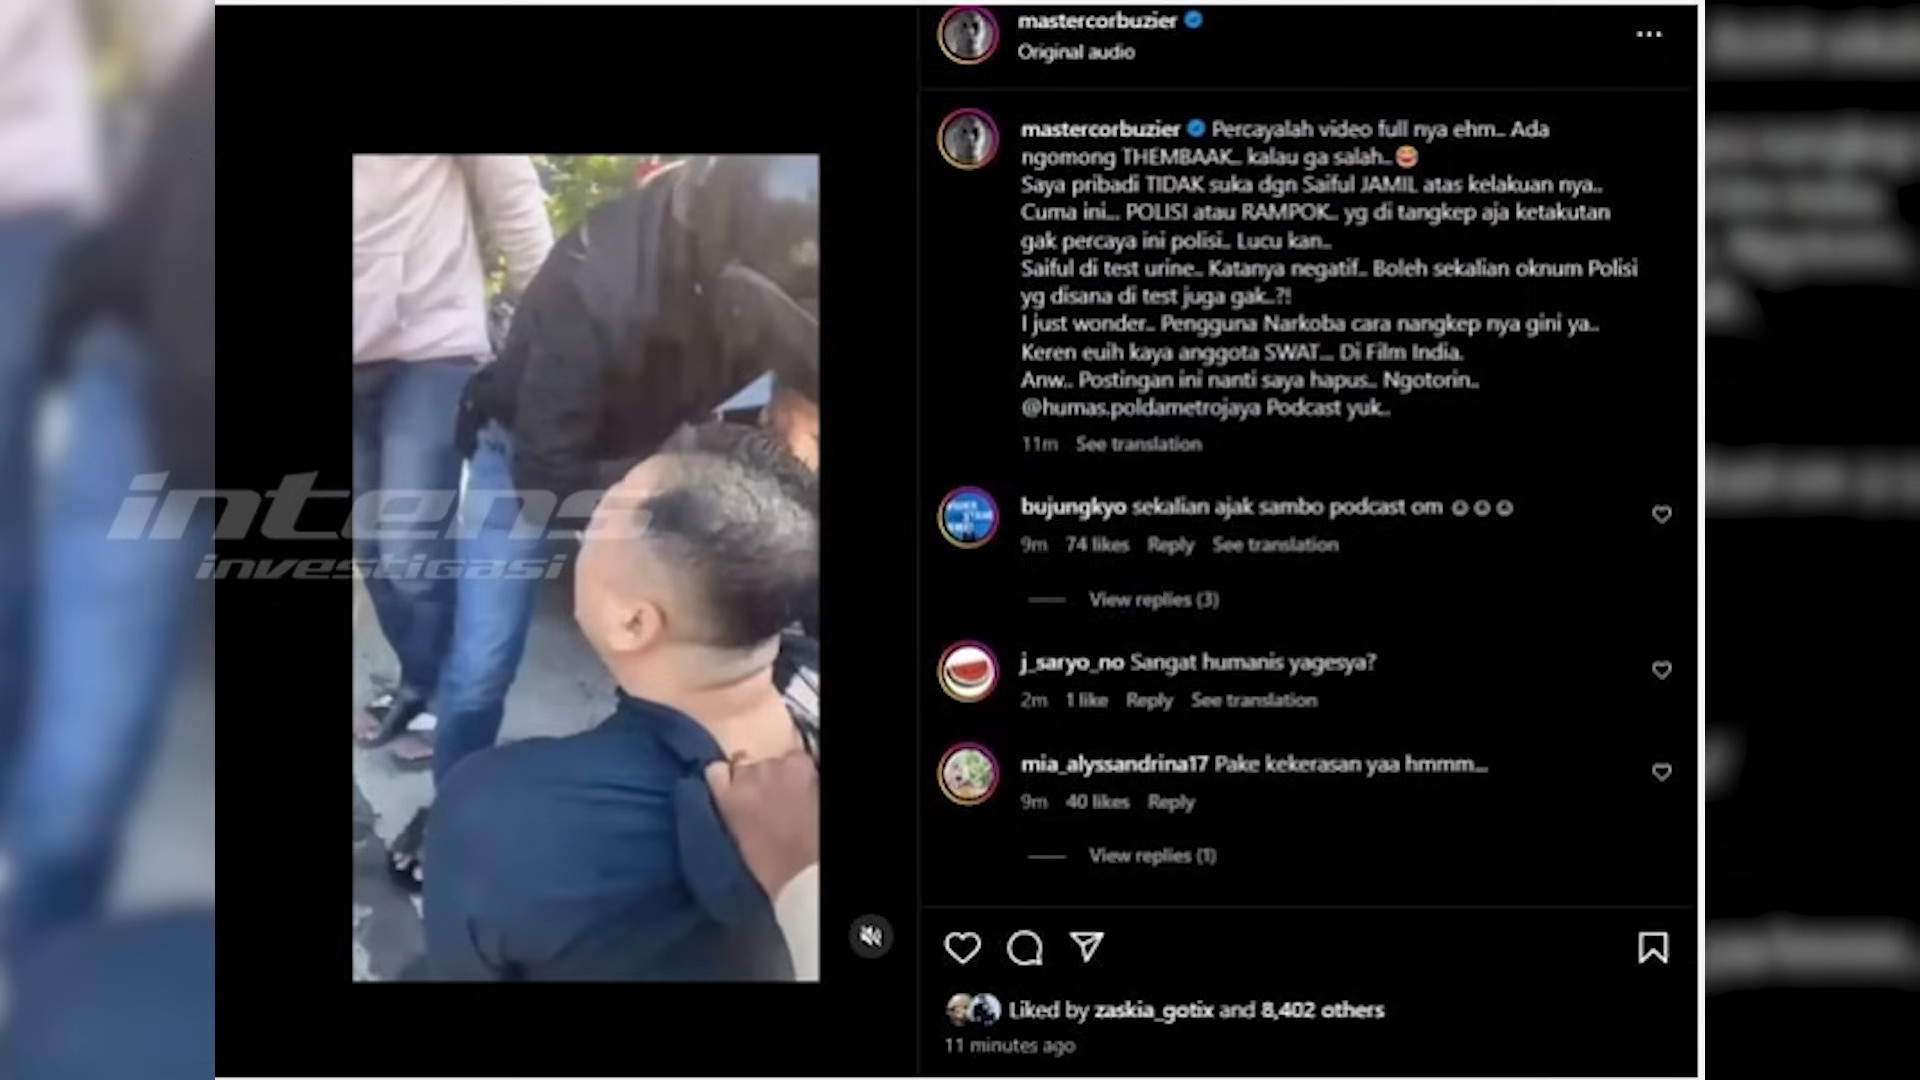 mastercorbuzier
Original audio
mastercorbuzier Percayalah video full nya ehm.. Ada
ngomong THEMBAAK.. kalau ga salah.. 😅
Saya pribadi TIDAK suka dgn Saiful JAMIL atas kelakuan nya..
Cuma ini... POLISI atau RAMPOK.. yg di tangkep aja ketakutan
gak percaya ini polisi.. Lucu kan..
Saiful di test urine.. Katanya negatif.. Boleh sekalian oknum Polisi
yg disana di test juga gak..?!
I just wonder.. Pengguna Narkoba cara nangkep nya gini ya..
Keren euih kaya anggota SWAT.... Di Film India.
Anw.. Postingan ini nanti saya hapus.. Ngotorin..
@humas.poldametrojaya Podcast yuk..
11m See translation
bujungkyo sekalian ajak sambo podcast om ☺☺☺
9m 74 likes Reply See translation
View replies (3)
j_saryo_no Sangat humanis yagesya?
2m 1 like Reply See translation
mia_alyssandrina17 Pake kekerasan yaa hmmm...
9m 40 likes Reply
View replies (1)
Liked by zaskia_gotix and 8,402 others
11 minutes ago
intens
investigasi